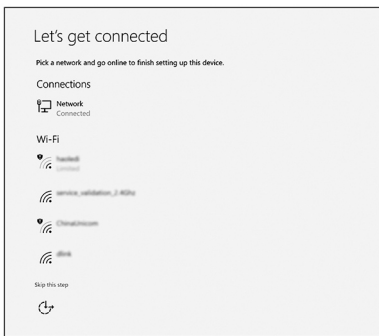 Let's get connected
Pick a network and go online to finish setting up this device.
Connections
Network
Connected
Wi-Fi
Limited
service_validation_2.4Ghz
ChinaUnicom
dlink
Skip this step